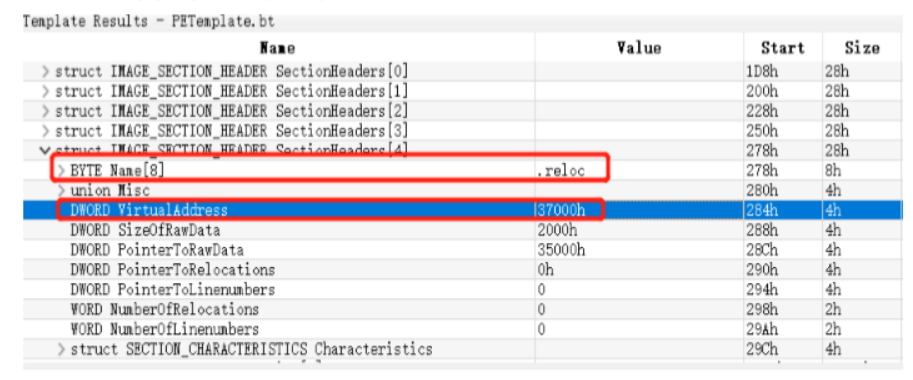 Template Results - PETemplate.bt
Name Value Start Size
> struct IMAGE_SECTION_HEADER SectionHeaders[0] 1D8h 28h
> struct IMAGE_SECTION_HEADER SectionHeaders[1] 200h 28h
> struct IMAGE_SECTION_HEADER SectionHeaders[2] 228h 28h
> struct IMAGE_SECTION_HEADER SectionHeaders[3] 250h 28h
struct IMAGE_SECTION_HEADER SectionHeaders[4] 278h 28h
> BYTE Name[8] .reloc 278h 8h
> union Misc 280h 4h
DWORD VirtualAddress 37000h 284h 4h
DWORD SizeOfRawData 2000h 288h 4h
DWORD PointerToRawData 35000h 28Ch 4h
DWORD PointerToRelocations 0h 290h 4h
DWORD PointerToLinenumbers 0 294h 4h
WORD NumberOfRelocations 0 298h 2h
WORD NumberOfLinenumbers 0 29Ah 2h
> struct SECTION_CHARACTERISTICS Characteristics 29Ch 4h